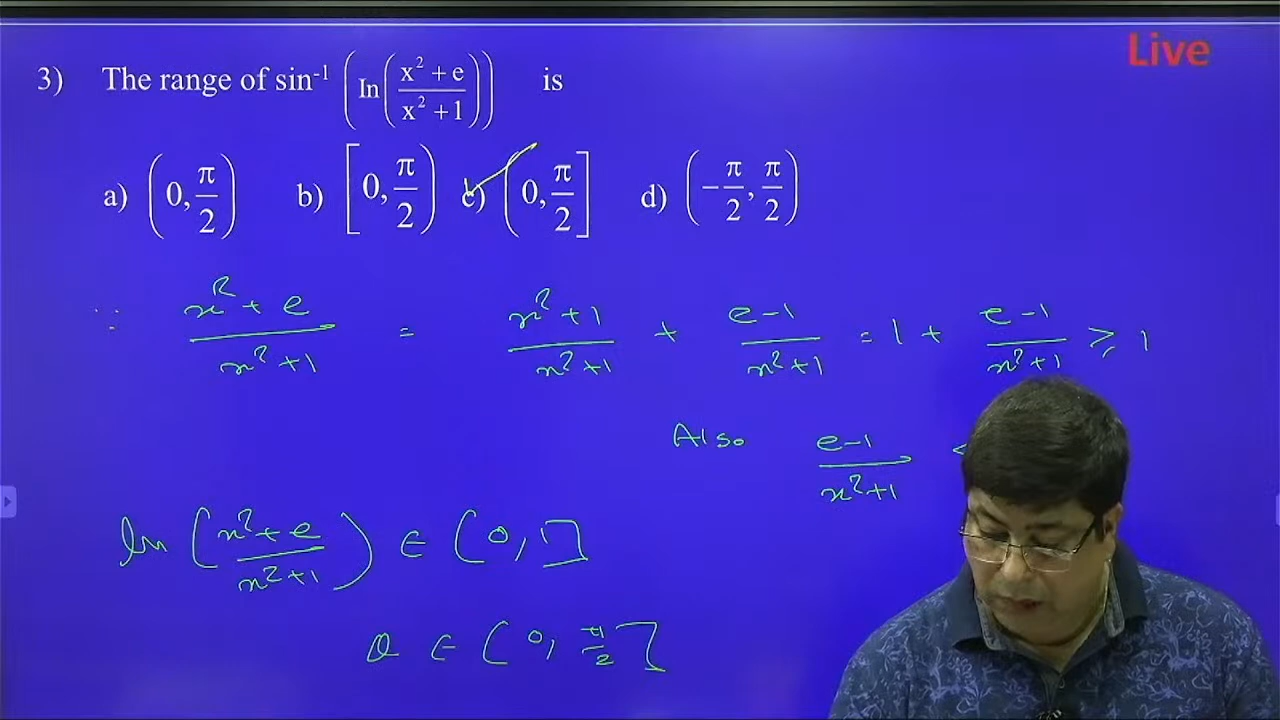 Live
3) The range of sin⁻¹ (ln((x² + e)/(x² + 1))) is
a) (0, π/2) b) [0, π/2) c) (0, π/2] d) (−π/2, π/2)
∵ (x² + e)/(x² + 1) = (x² + 1)/(x² + 1) + (e − 1)/(x² + 1) = 1 + (e − 1)/(x² + 1) ≥ 1
Also (e − 1)/(x² + 1) <
ln((x² + e)/(x² + 1)) ∈ (0, 1]
θ ∈ (0, π/2]